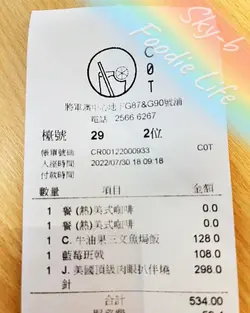 Sky-b
Foodie Life
COT
將軍澳中心地下G87&G90號舖
電話 2566 6267
檯號 29 2位
帳單號碼 CR00122000933 COT
入座時間 2022/07/30 18:09:18
付款時間
數量 項目 金額
1 餐 (熱)美式咖啡 0.0
1 餐 (熱)美式咖啡 0.0
1 C. 牛油果三文魚焗飯 128.0
1 藍莓班戟 108.0
1 J. 美國頂級肉眼扒伴燒 298.0
針
合計 534.00